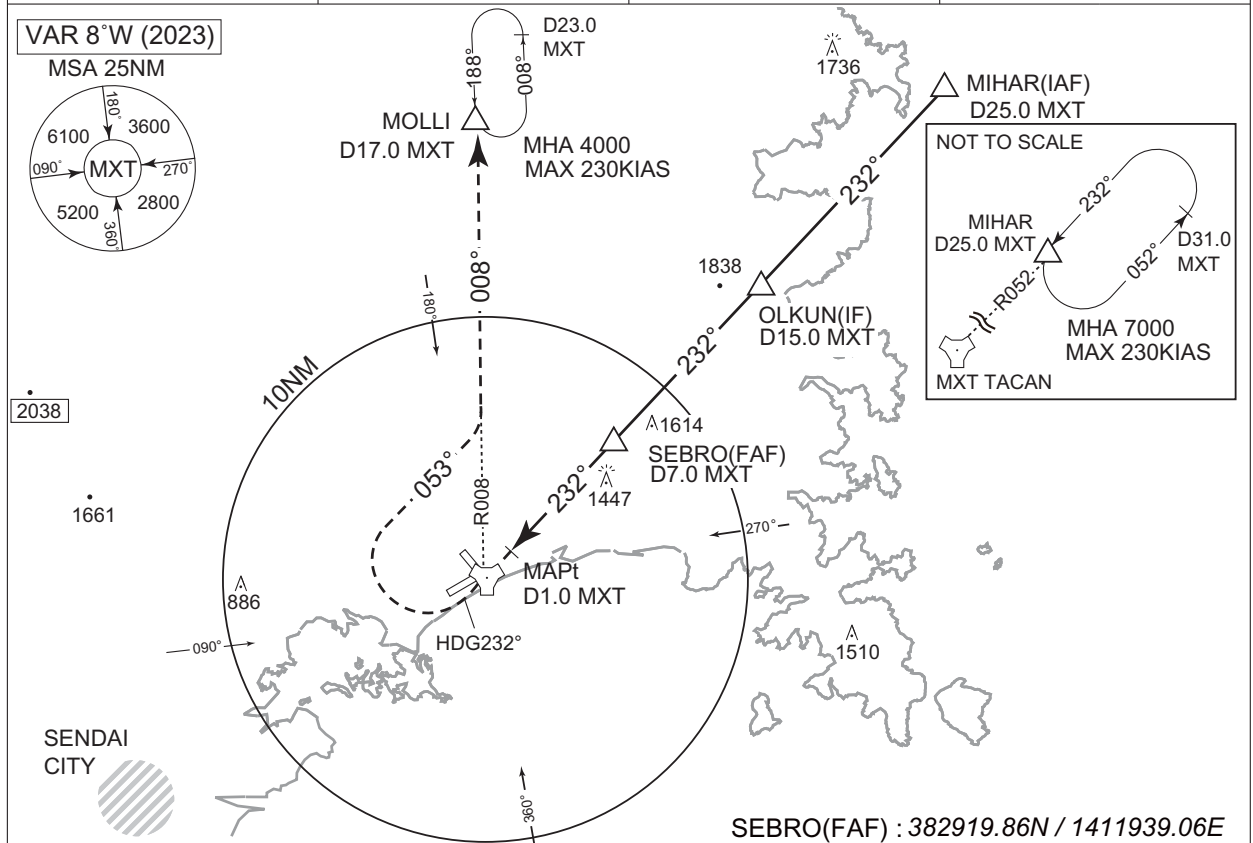 VAR 8°W (2023)
MSA 25NM
180°
6100
3600
090°
MXT
270°
5200
2800
360°
D23.0
MXT
188°
008°
MOLLI
D17.0 MXT
MHA 4000
MAX 230KIAS
1736
MIHAR(IAF)
D25.0 MXT
232°
NOT TO SCALE
232°
MIHAR
D25.0 MXT
D31.0
MXT
052°
R052
MHA 7000
MAX 230KIAS
MXT TACAN
008°
180°
1838
OLKUN(IF)
D15.0 MXT
232°
10NM
2038
1614
SEBRO(FAF)
D7.0 MXT
053°
232°
1447
R008
1661
270°
MAPt
D1.0 MXT
886
HDG232°
090°
1510
SENDAI
CITY
360°
SEBRO(FAF) : 382919.86N / 1411939.06E